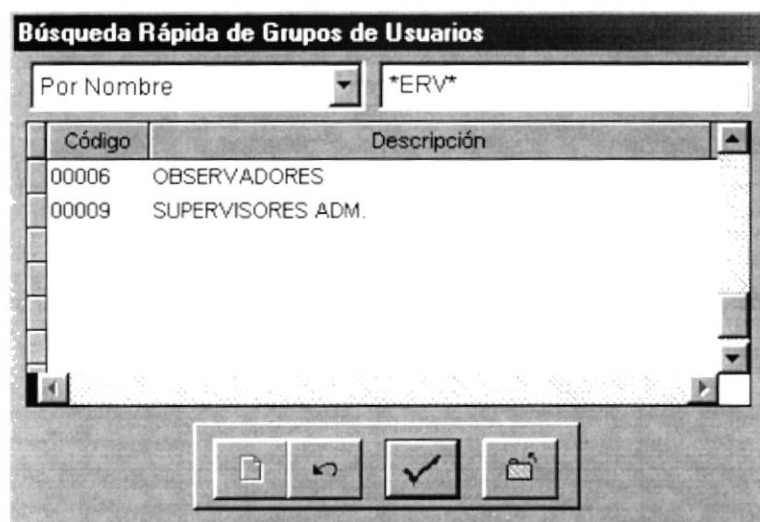 Búsqueda Rápida de Grupos de Usuarios
Por Nombre *ERV*
Código Descripción
00006 OBSERVADORES
00009 SUPERVISORES ADM.